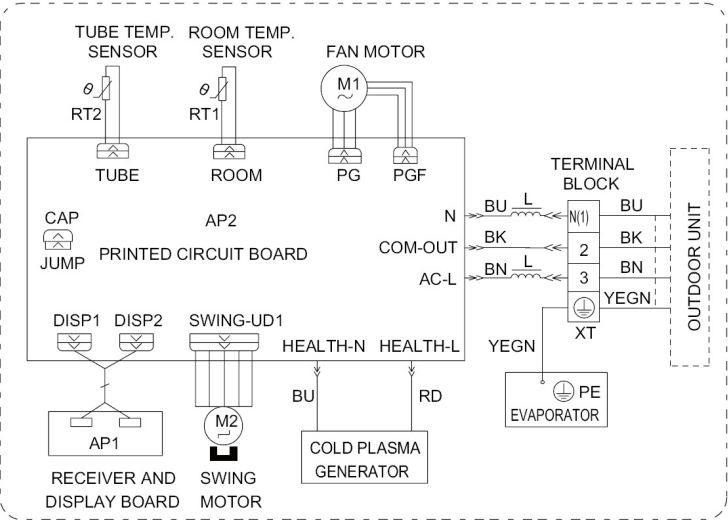 TUBE TEMP. SENSOR
ROOM TEMP. SENSOR
FAN MOTOR
θ
RT2
θ
RT1
M1
TUBE
ROOM
PG
PGF
TERMINAL BLOCK
CAP
JUMP
AP2
PRINTED CIRCUIT BOARD
N
BU
L
N(1)
BU
COM-OUT
BK
2
BK
AC-L
BN
L
3
BN
YEGN
XT
OUTDOOR UNIT
DISP1
DISP2
SWING-UD1
HEALTH-N
HEALTH-L
YEGN
BU
RD
PE
EVAPORATOR
AP1
M2
COLD PLASMA
GENERATOR
RECEIVER AND
DISPLAY BOARD
SWING
MOTOR